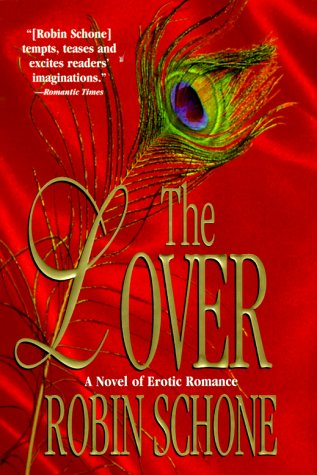 "[Robin Schone]
tempts, teases and
excites readers'
imaginations."
—Romantic Times
The
LOVER
A Novel of Erotic Romance
ROBIN SCHONE